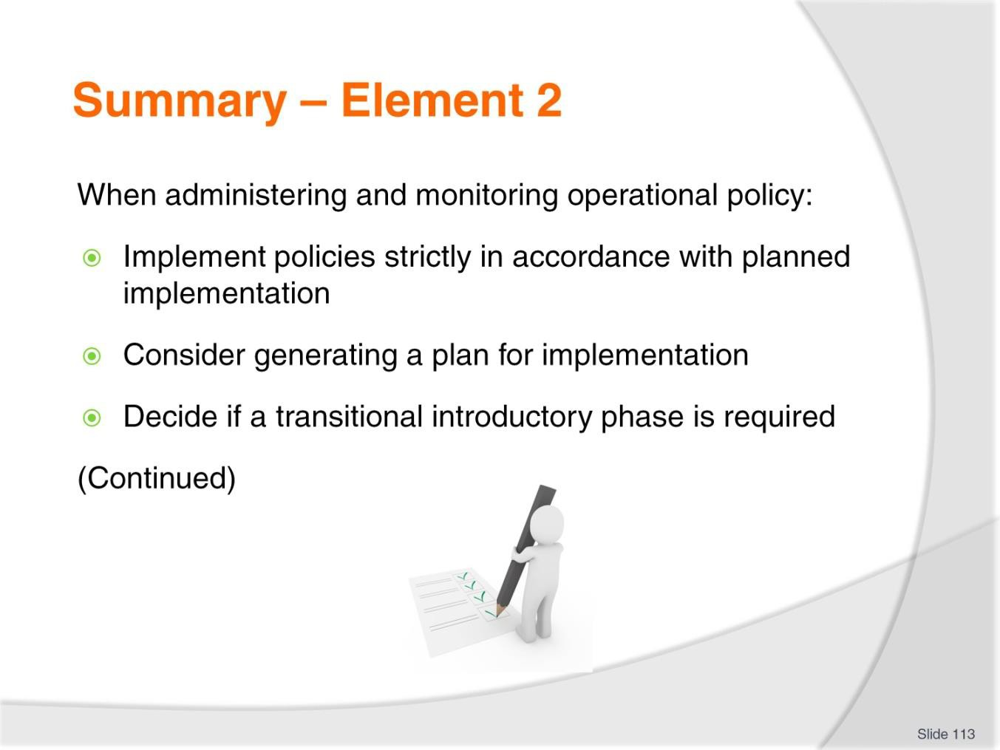 Summary – Element 2
When administering and monitoring operational policy:
Implement policies strictly in accordance with planned
implementation
Consider generating a plan for implementation
Decide if a transitional introductory phase is required
(Continued)
Slide 113